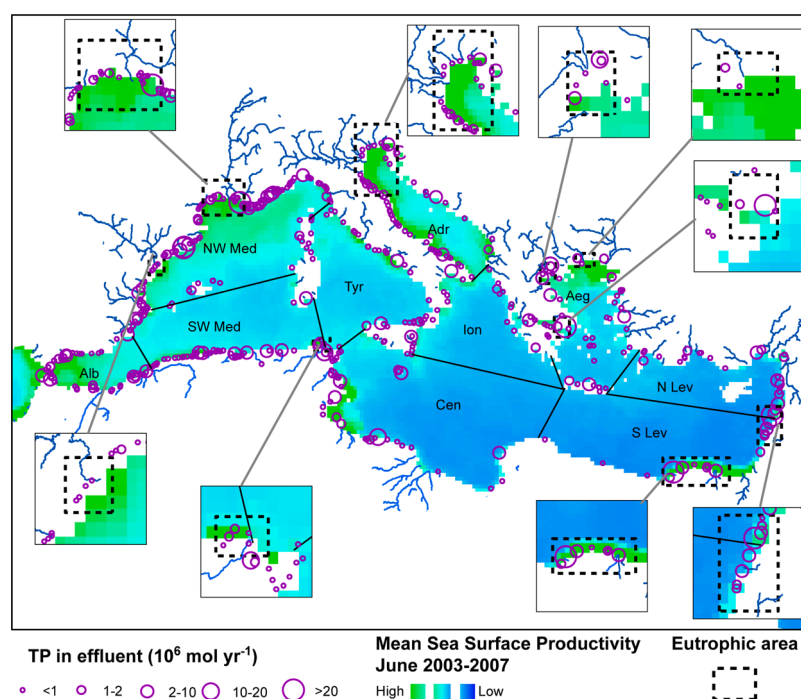 Adr
NW Med
Aeg
Tyr
SW Med
Ion
Alb
Cen
N Lev
S Lev
TP in effluent (10⁶ mol yr⁻¹)
<1 1-2 2-10 10-20 >20
Mean Sea Surface Productivity
June 2003-2007
High Low
Eutrophic area